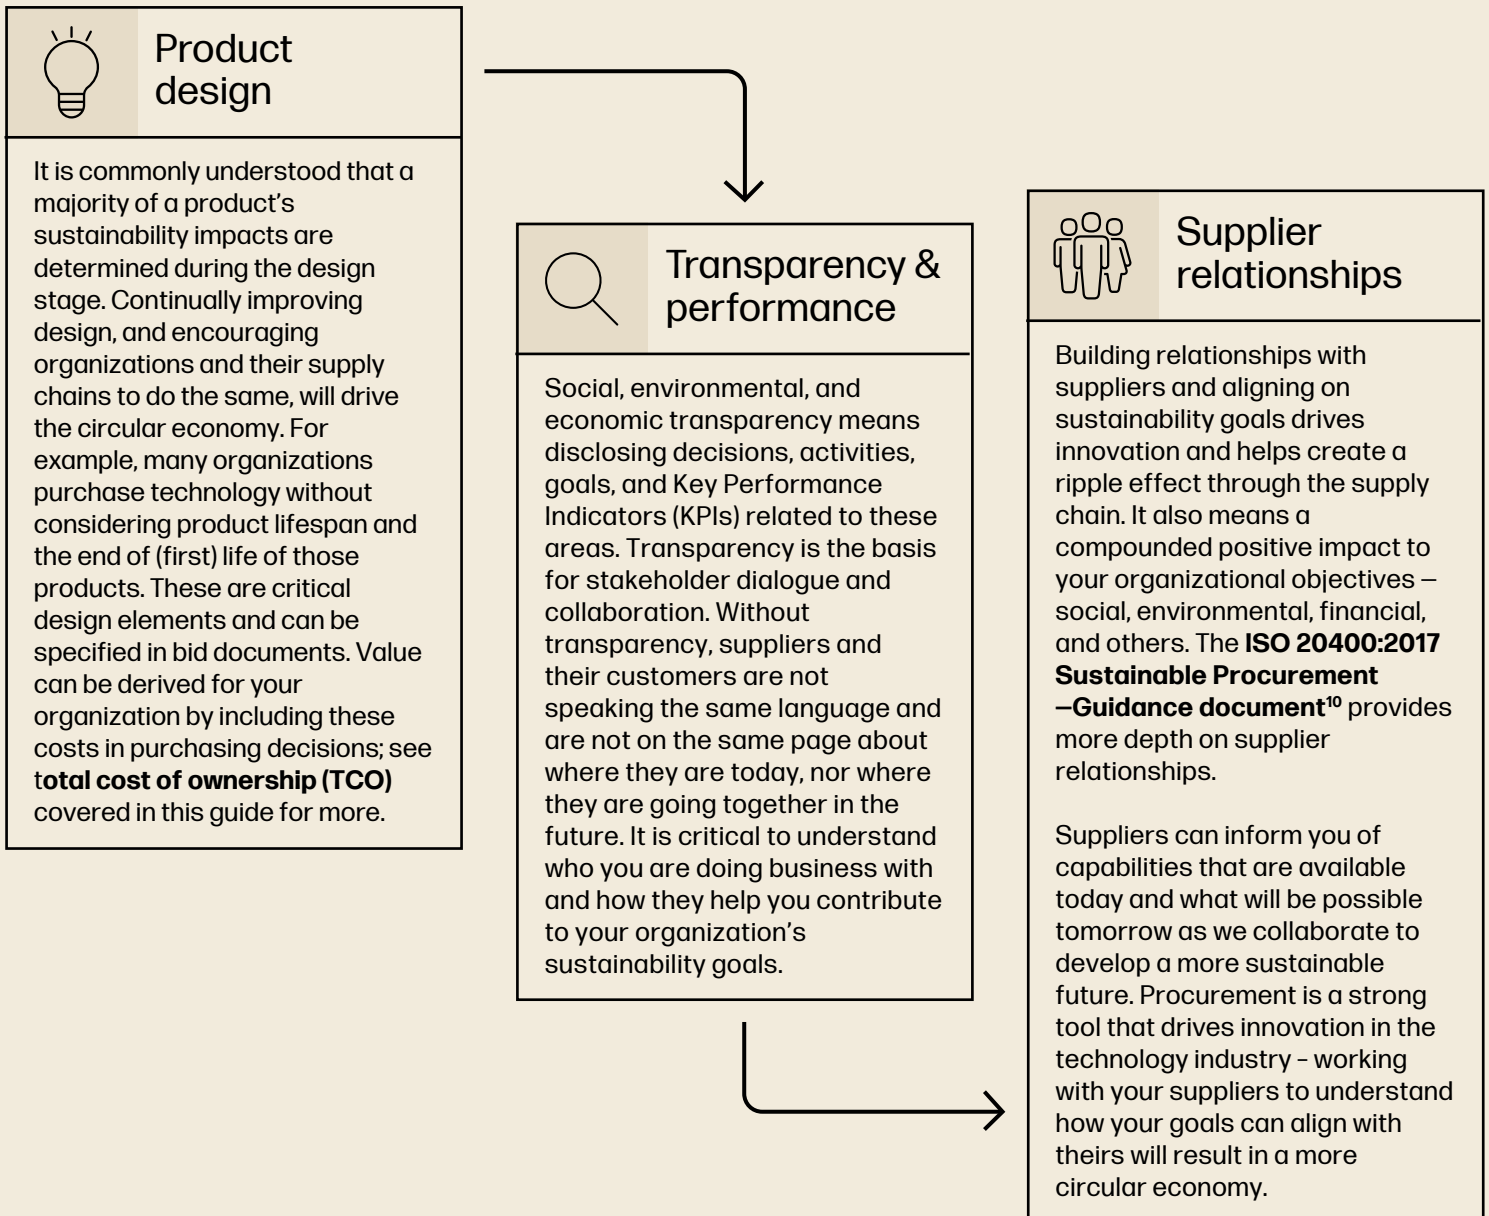 Product
design
It is commonly understood that a
majority of a product's
sustainability impacts are
determined during the design
stage. Continually improving
design, and encouraging
organizations and their supply
chains to do the same, will drive
the circular economy. For
example, many organizations
purchase technology without
considering product lifespan and
the end of (first) life of those
products. These are critical
design elements and can be
specified in bid documents. Value
can be derived for your
organization by including these
costs in purchasing decisions; see
total cost of ownership (TCO)
covered in this guide for more.
Transparency &
performance
Social, environmental, and
economic transparency means
disclosing decisions, activities,
goals, and Key Performance
Indicators (KPIs) related to these
areas. Transparency is the basis
for stakeholder dialogue and
collaboration. Without
transparency, suppliers and
their customers are not
speaking the same language and
are not on the same page about
where they are today, nor where
they are going together in the
future. It is critical to understand
who you are doing business with
and how they help you contribute
to your organization's
sustainability goals.
Supplier
relationships
Building relationships with
suppliers and aligning on
sustainability goals drives
innovation and helps create a
ripple effect through the supply
chain. It also means a
compounded positive impact to
your organizational objectives –
social, environmental, financial,
and others. The ISO 20400:2017
Sustainable Procurement
–Guidance document¹⁰ provides
more depth on supplier
relationships.
Suppliers can inform you of
capabilities that are available
today and what will be possible
tomorrow as we collaborate to
develop a more sustainable
future. Procurement is a strong
tool that drives innovation in the
technology industry – working
with your suppliers to understand
how your goals can align with
theirs will result in a more
circular economy.